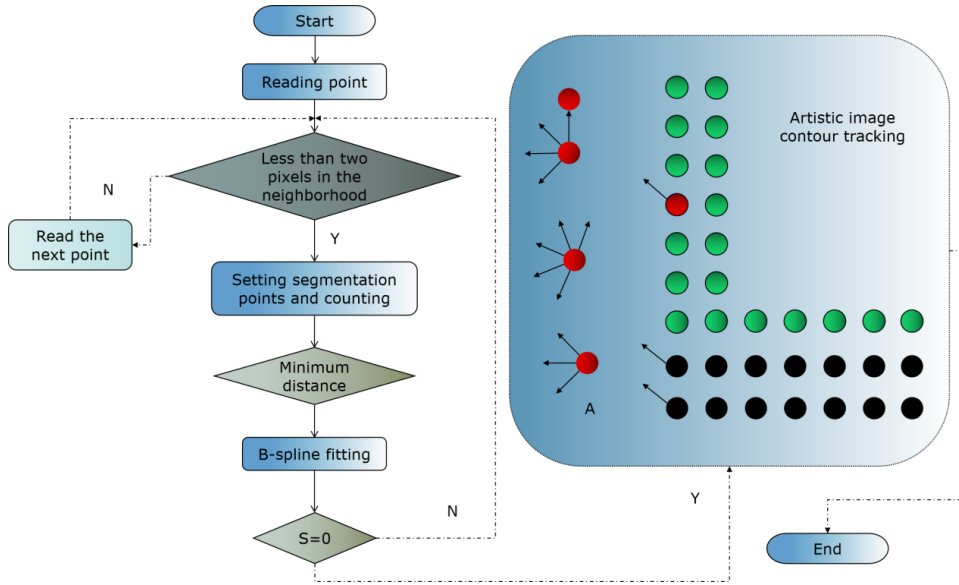 Start
Reading point
Less than two
pixels in the
neighborhood
N
Read the
next point
Y
Setting segmentation
points and counting
Minimum
distance
B-spline fitting
N
S=0
Artistic image
contour tracking
A
Y
End